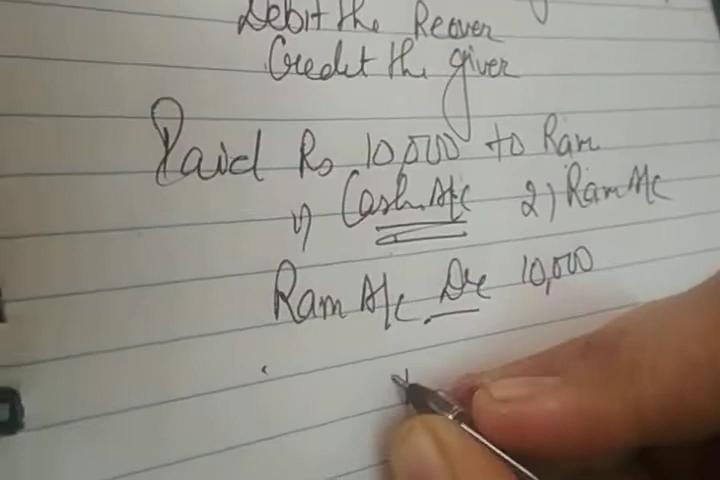 Debit the Reciver
Credit the giver
Paid Rs 10,000 to Ram
1) Cash A/c 2) Ram A/c
Ram A/c Dr 10,000